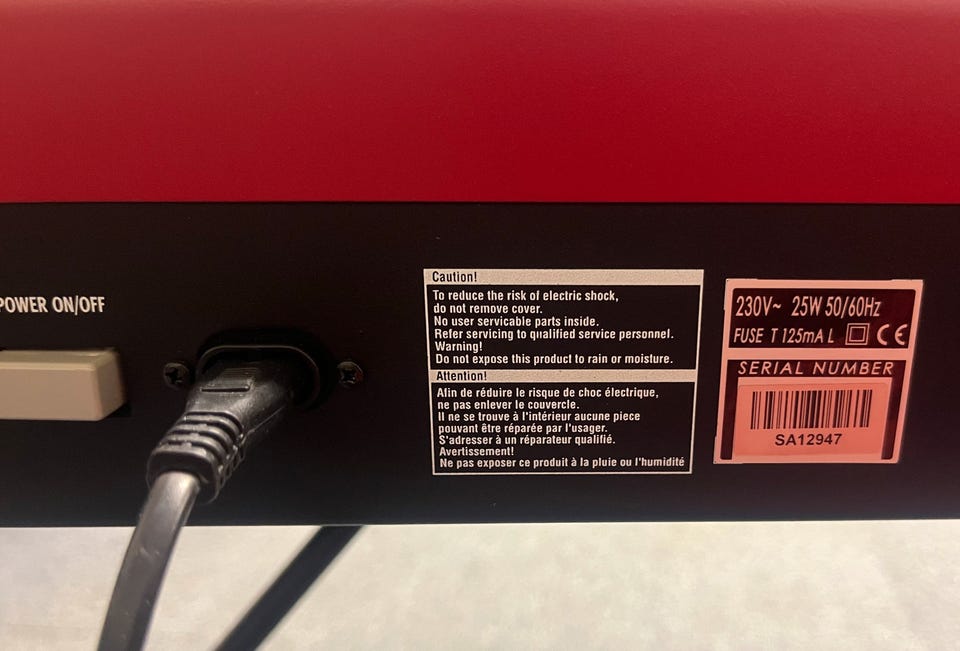 POWER ON/OFF
Caution!
To reduce the risk of electric shock,
do not remove cover.
No user servicable parts inside.
Refer servicing to qualified service personnel.
Warning!
Do not expose this product to rain or moisture.
Attention!
Afin de réduire le risque de choc électrique,
ne pas enlever le couvercle.
Il ne se trouve à l'intérieur aucune piece
pouvant être réparée par l'usager.
S'adresser à un réparateur qualifié.
Avertissement!
Ne pas exposer ce produit à la pluie ou l'humidité
230V~ 25W 50/60Hz
FUSE T 125mA L CE
SERIAL NUMBER
SA12947